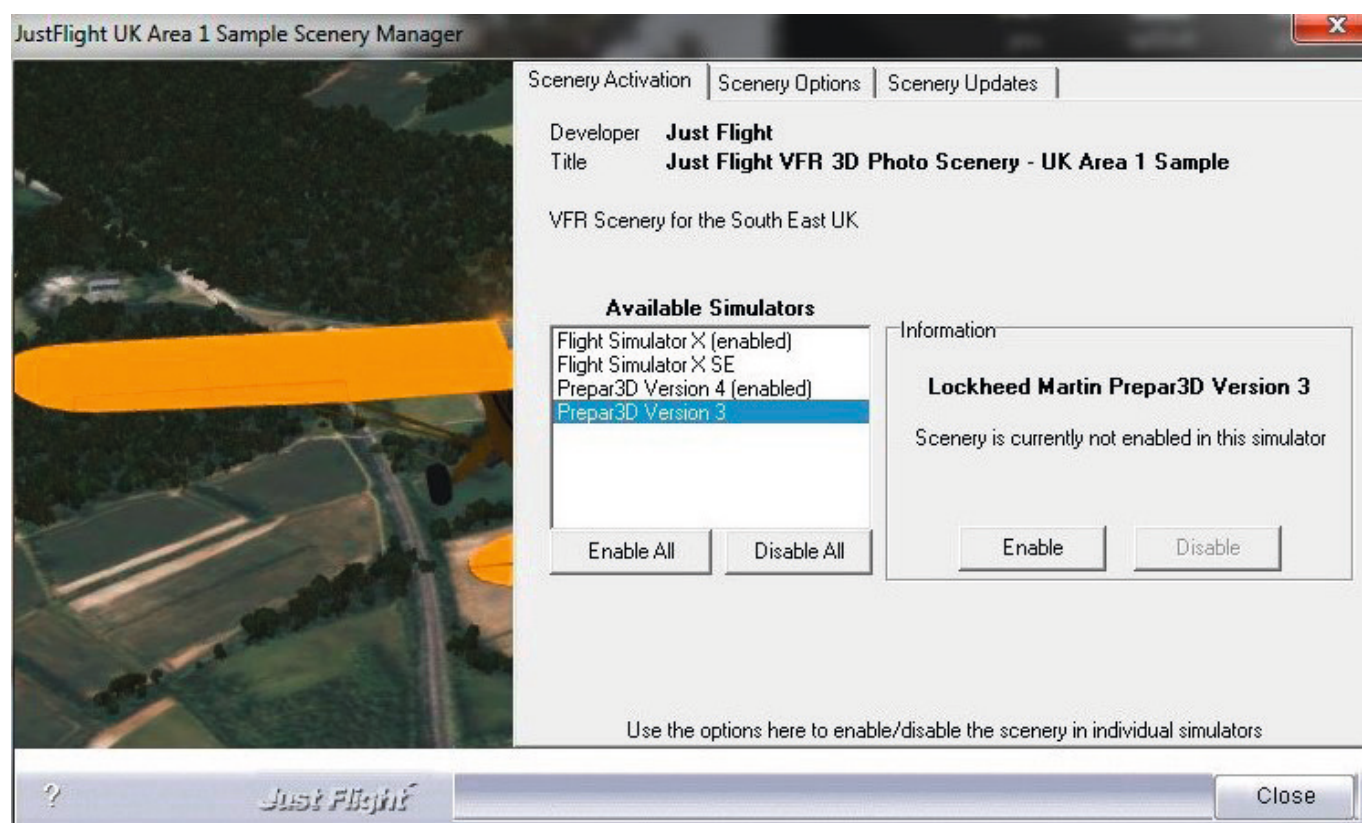 JustFlight UK Area 1 Sample Scenery Manager
X
Scenery Activation Scenery Options Scenery Updates
Developer Just Flight
Title Just Flight VFR 3D Photo Scenery - UK Area 1 Sample
VFR Scenery for the South East UK
Available Simulators
Flight Simulator X (enabled)
Flight Simulator X SE
Prepar3D Version 4 (enabled)
Prepar3D Version 3
Enable All Disable All
Information
Lockheed Martin Prepar3D Version 3
Scenery is currently not enabled in this simulator
Enable Disable
Use the options here to enable/disable the scenery in individual simulators
? Just Flight Close